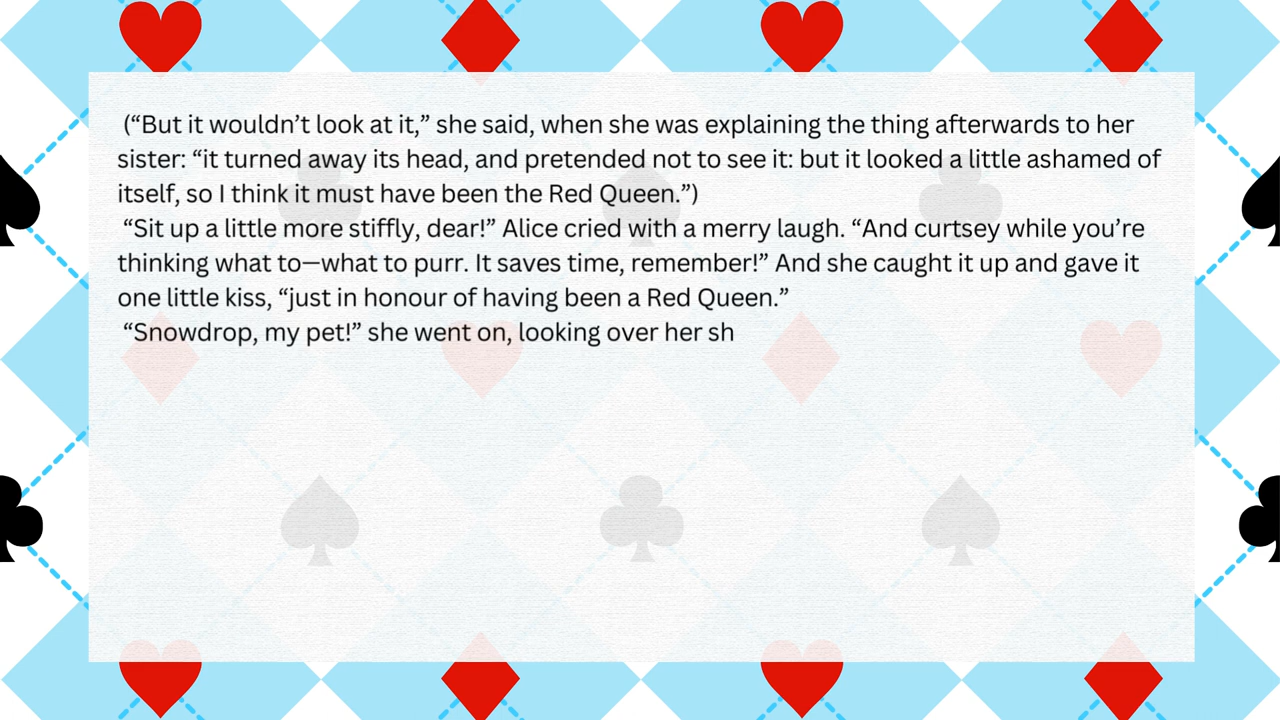 (“But it wouldn’t look at it,” she said, when she was explaining the thing afterwards to her
sister: “it turned away its head, and pretended not to see it: but it looked a little ashamed of
itself, so I think it must have been the Red Queen.”)
“Sit up a little more stiffly, dear!” Alice cried with a merry laugh. “And curtsey while you’re
thinking what to—what to purr. It saves time, remember!” And she caught it up and gave it
one little kiss, “just in honour of having been a Red Queen.”
“Snowdrop, my pet!” she went on, looking over her sh